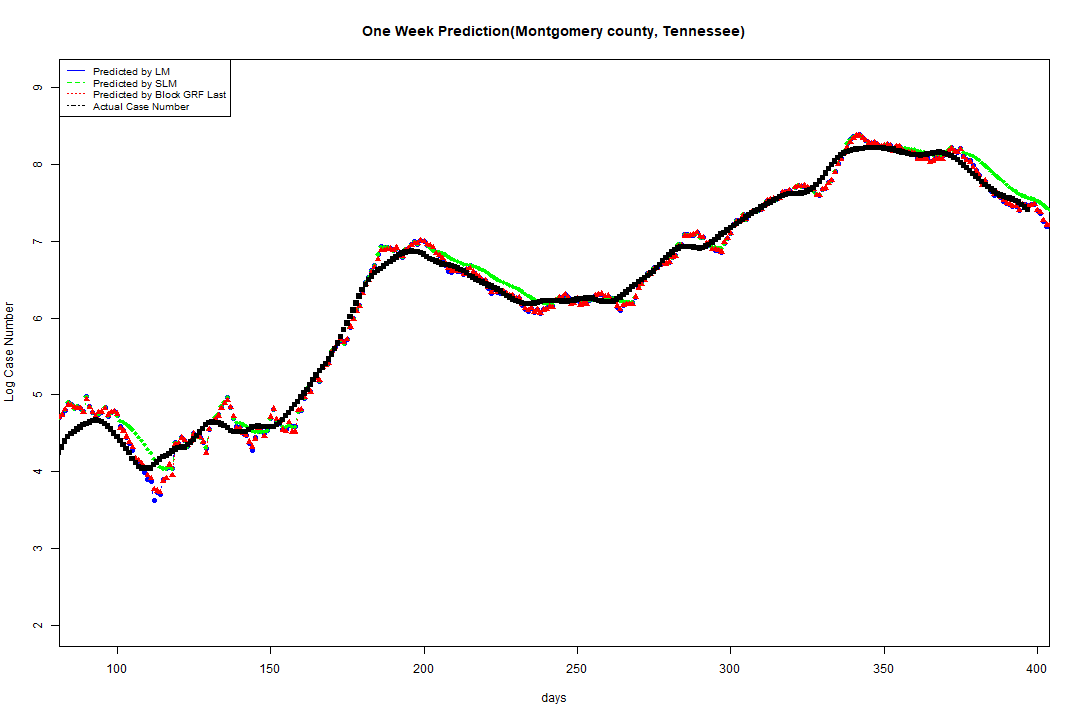 One Week Prediction(Montgomery county, Tennessee)
Predicted by LM
Predicted by SLM
Predicted by Block GRF Last
Actual Case Number
Log Case Number
9
8
7
6
5
4
3
2
100 150 200 250 300 350 400
days